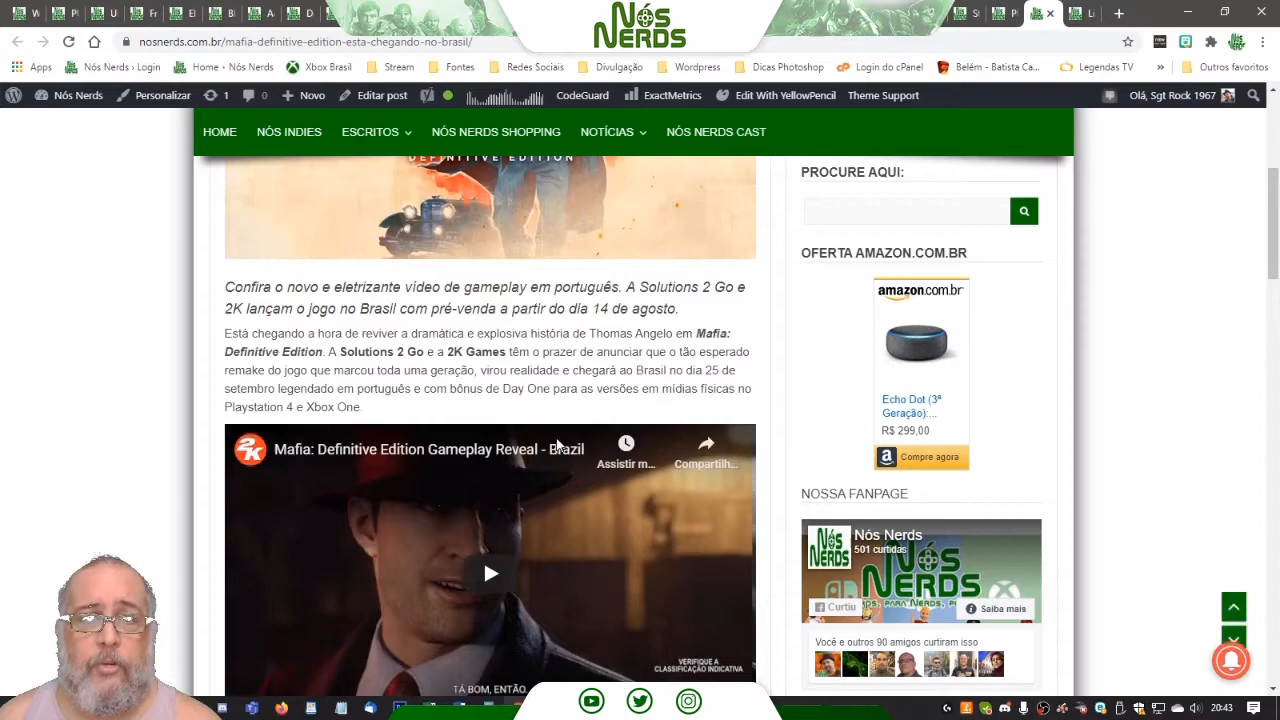 NÓS
NERDS
nosnerds.com.br/mafia-definitive-edition-esta-chegando-no-brasil/
Apps
Nós Nerds › Login
Home - Nós Nerds
Xbox Brasil
Stream
Fontes
Redes Sociais
Divulgação
Wordpress
Dicas Photoshop
Login do cPanel
Belém - Batista Ca...
Legendas TV
»
Outros favoritos
Nós Nerds
Personalizar
1
0
Novo
Editar post
CodeGuard
ExactMetrics
Edit With YellowPencil
Olá, Sgt Rock 1967
HOME
NÓS INDIES
ESCRITOS
NÓS NERDS SHOPPING
NOTÍCIAS
NÓS NERDS CAST
DEFINITIVE EDITION
Confira o novo e eletrizante vídeo de gameplay em português. A Solutions 2 Go e
2K lançam o jogo no Brasil com pré-venda a partir do dia 14 de agosto.
Está chegando a hora de reviver a dramática e explosiva história de Thomas Angelo em Mafia:
Definitive Edition. A Solutions 2 Go e a 2K Games têm o prazer de anunciar que o tão esperado
remake do jogo que marcou toda uma geração, virou realidade e chegará ao Brasil no dia 25 de
setembro legendado em português e com bônus de Day One para as versões em mídias físicas no
Playstation 4 e Xbox One.
2K
Mafia: Definitive Edition Gameplay Reveal - Brazil
Assistir m...
Compartilh...
VERIFIQUE A
CLASSIFICAÇÃO INDICATIVA
TÁ BOM, ENTÃO.
PROCURE AQUI:
OFERTA AMAZON.COM.BR
amazon.com.br
Echo Dot (3ª
Geração):...
R$ 299,00
Compre agora
NOSSA FANPAGE
NÓS
NERDS
Nós Nerds
501 curtidas
NÓS
NERDS
Curtiu
Saiba mais
Você e outros 90 amigos curtiram isso
20:43